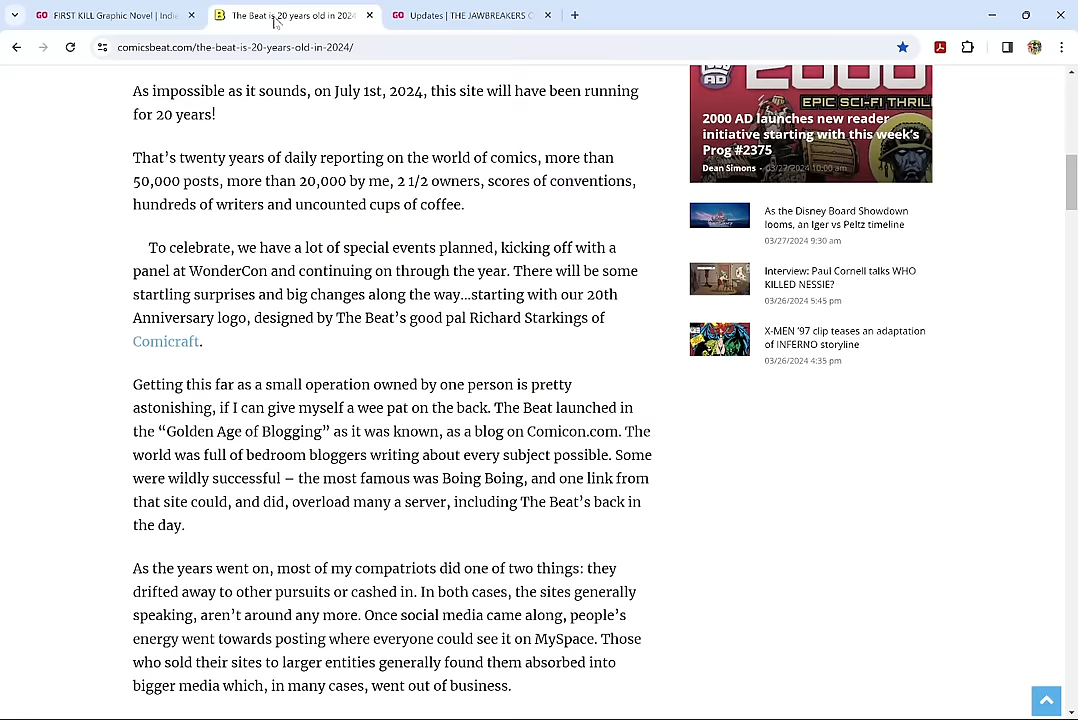 FIRST KILL Graphic Novel | Indie
The Beat is 20 years old in 2024
Updates | THE JAWBREAKERS C
comicsbeat.com/the-beat-is-20-years-old-in-2024/
As impossible as it sounds, on July 1st, 2024, this site will have been running
for 20 years!
That's twenty years of daily reporting on the world of comics, more than
50,000 posts, more than 20,000 by me, 2 1/2 owners, scores of conventions,
hundreds of writers and uncounted cups of coffee.
To celebrate, we have a lot of special events planned, kicking off with a
panel at WonderCon and continuing on through the year. There will be some
startling surprises and big changes along the way…starting with our 20th
Anniversary logo, designed by The Beat's good pal Richard Starkings of
Comicraft.
Getting this far as a small operation owned by one person is pretty
astonishing, if I can give myself a wee pat on the back. The Beat launched in
the “Golden Age of Blogging” as it was known, as a blog on Comicon.com. The
world was full of bedroom bloggers writing about every subject possible. Some
were wildly successful – the most famous was Boing Boing, and one link from
that site could, and did, overload many a server, including The Beat's back in
the day.
As the years went on, most of my compatriots did one of two things: they
drifted away to other pursuits or cashed in. In both cases, the sites generally
speaking, aren't around any more. Once social media came along, people's
energy went towards posting where everyone could see it on MySpace. Those
who sold their sites to larger entities generally found them absorbed into
bigger media which, in many cases, went out of business.
AD
EPIC SCI-FI THRIL
2000 AD launches new reader
initiative starting with this week's
Prog #2375
Dean Simons - 03/27/2024 10:00 am
As the Disney Board Showdown
looms, an Iger vs Peltz timeline
03/27/2024 9:30 am
Interview: Paul Cornell talks WHO
KILLED NESSIE?
03/26/2024 5:45 pm
X-MEN '97 clip teases an adaptation
of INFERNO storyline
03/26/2024 4:35 pm